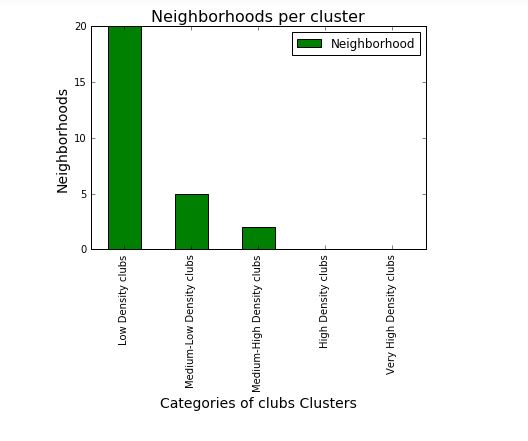 Neighborhoods per cluster
Neighborhood
Neighborhoods
20
15
10
5
0
Low Density clubs
Medium-Low Density clubs
Medium-High Density clubs
High Density clubs
Very High Density clubs
Categories of clubs Clusters